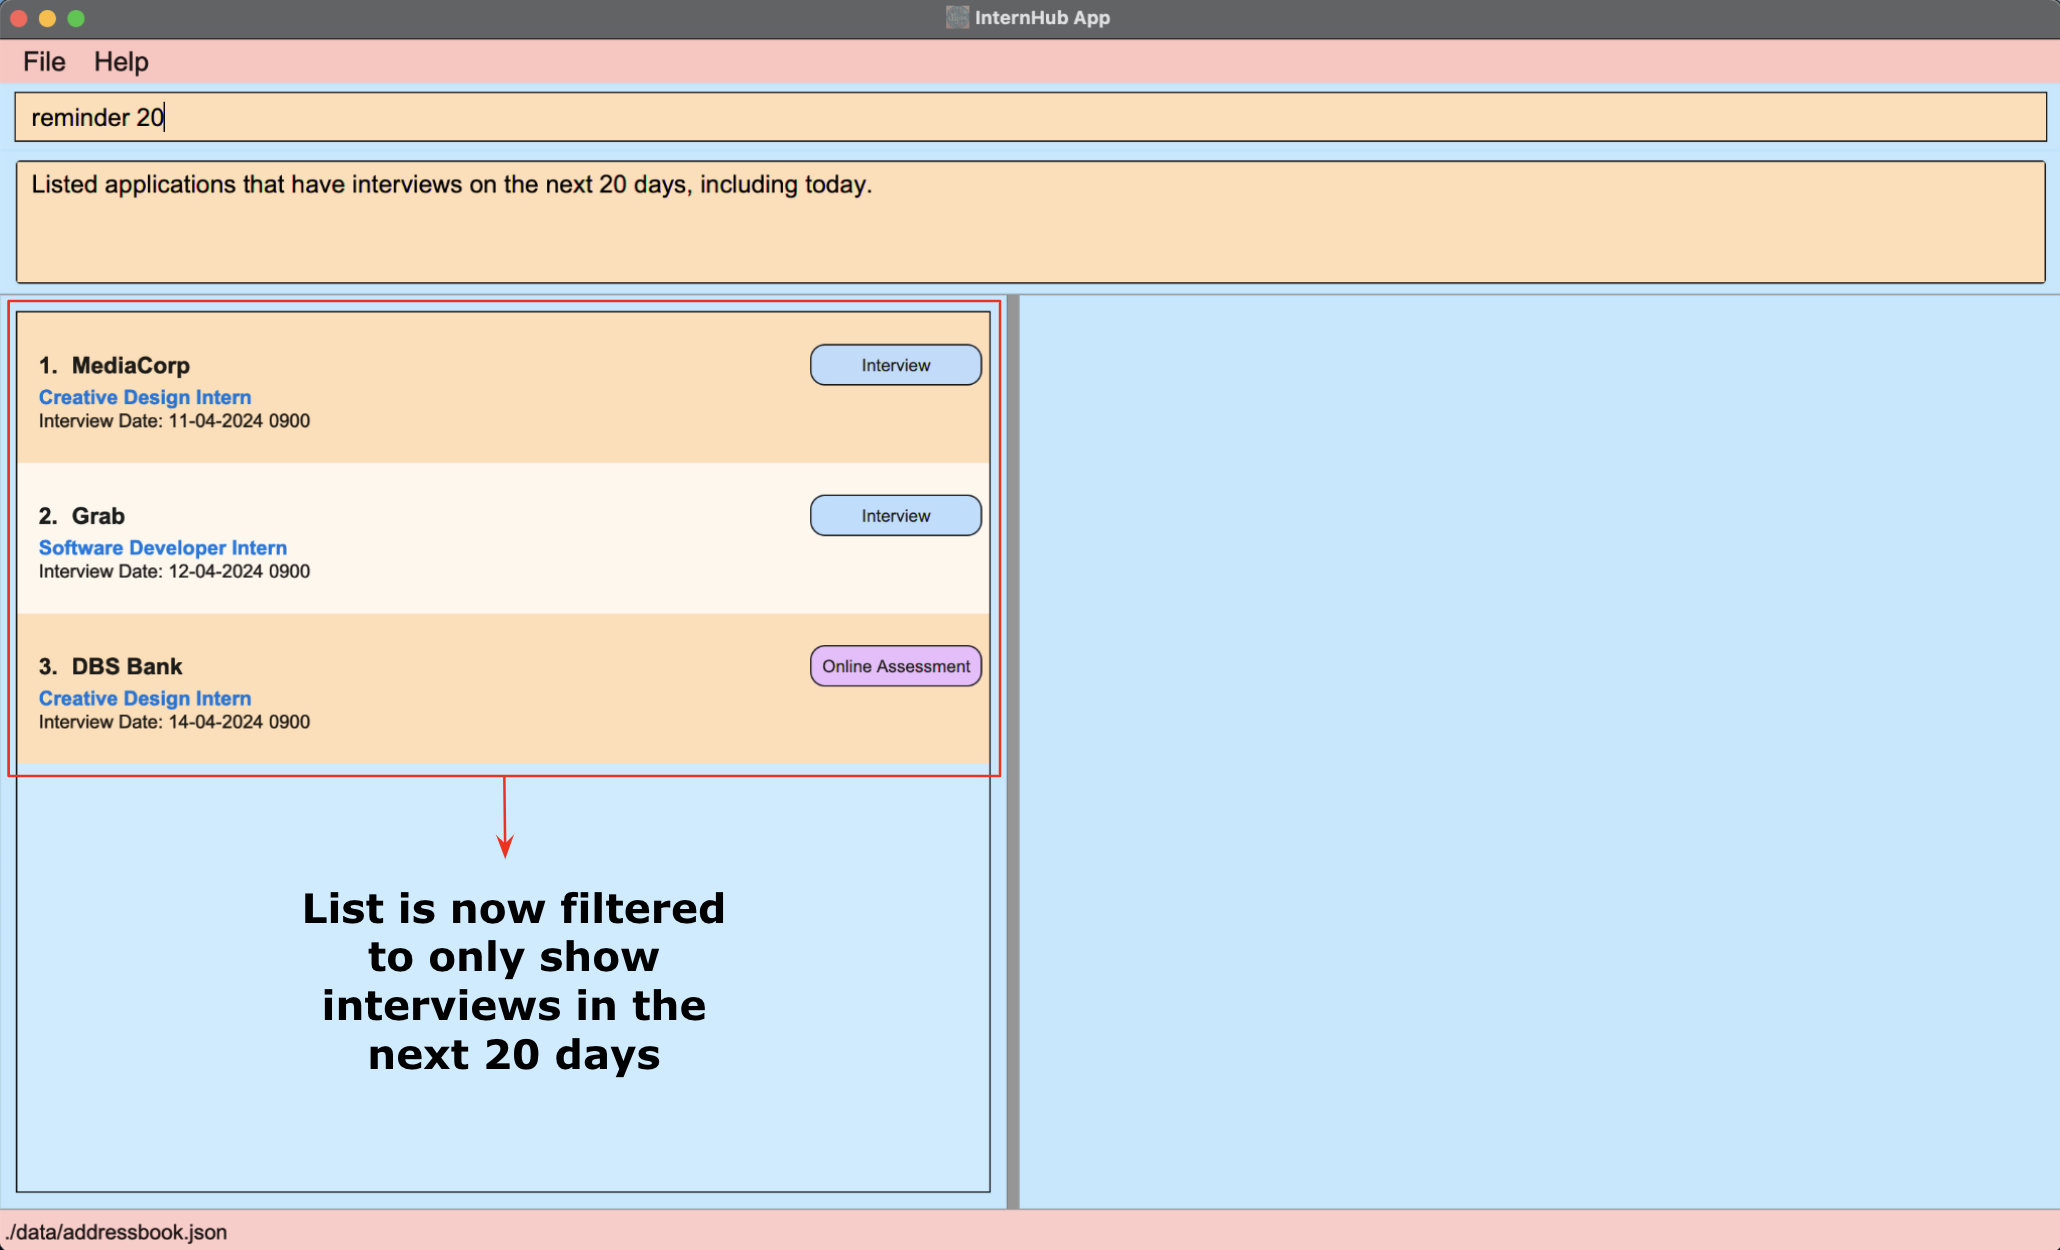 InternHub App
File Help
reminder 20
Listed applications that have interviews on the next 20 days, including today.
1. MediaCorp
Interview
Creative Design Intern
Interview Date: 11-04-2024 0900
2. Grab
Interview
Software Developer Intern
Interview Date: 12-04-2024 0900
3. DBS Bank
Online Assessment
Creative Design Intern
Interview Date: 14-04-2024 0900
List is now filtered
to only show
interviews in the
next 20 days
./data/addressbook.json